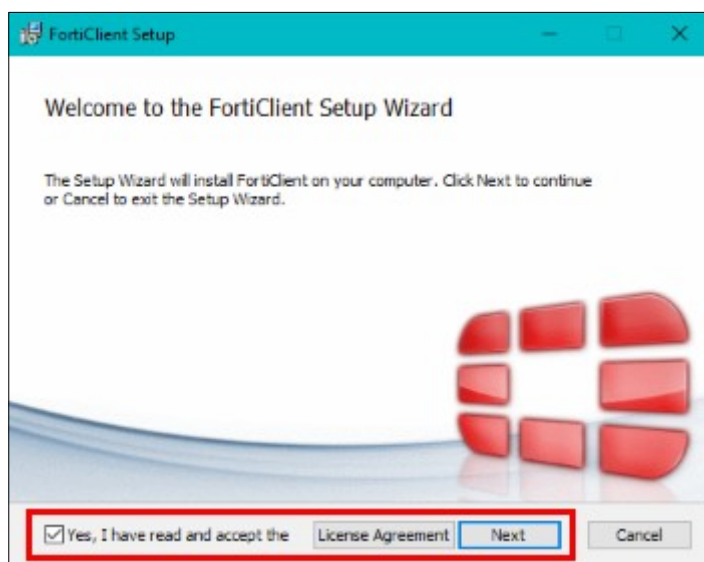 FortiClient Setup
Welcome to the FortiClient Setup Wizard
The Setup Wizard will install FortiClient on your computer. Click Next to continue
or Cancel to exit the Setup Wizard.
Yes, I have read and accept the License Agreement Next Cancel